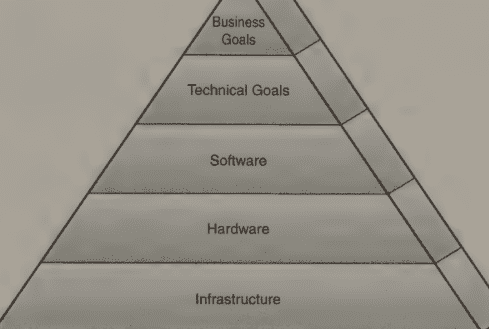 Business
Goals
Technical Goals
Software
Hardware
Infrastructure